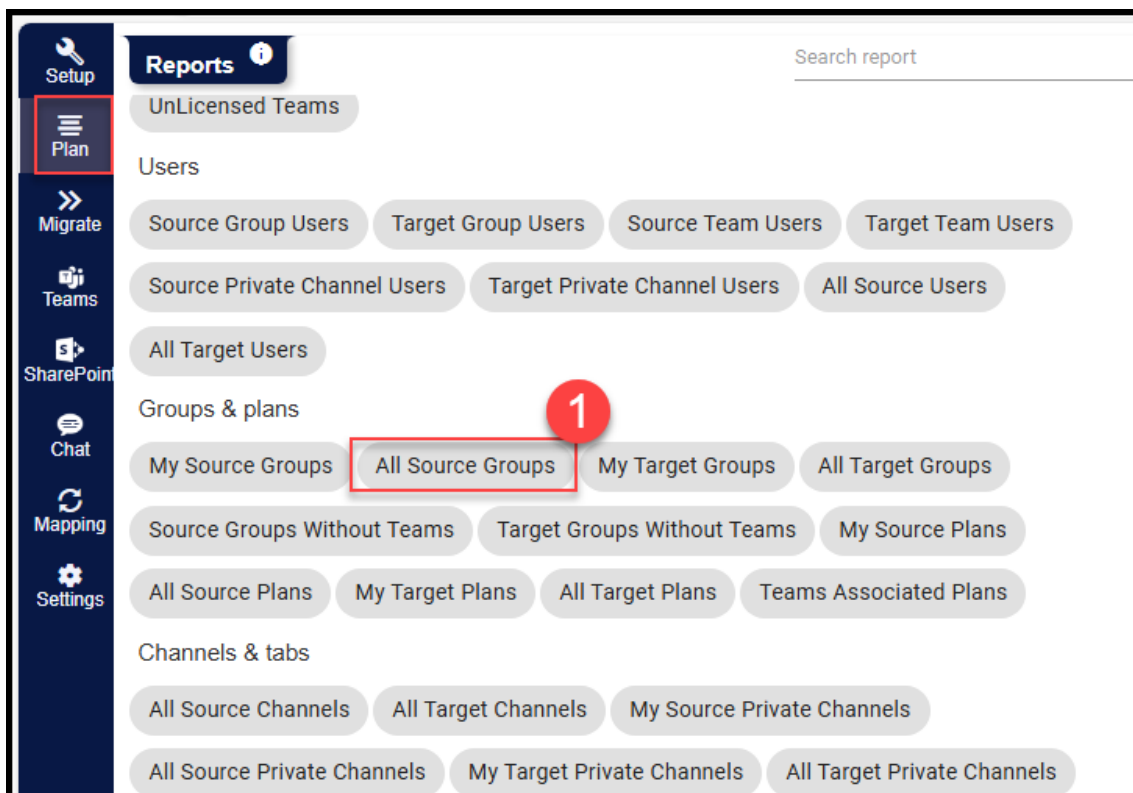 Setup
Plan
Migrate
Teams
SharePoint
Chat
Mapping
Settings
Reports
Search report
UnLicensed Teams
Users
Source Group Users Target Group Users Source Team Users Target Team Users
Source Private Channel Users Target Private Channel Users All Source Users
All Target Users
Groups & plans
1
My Source Groups All Source Groups My Target Groups All Target Groups
Source Groups Without Teams Target Groups Without Teams My Source Plans
All Source Plans My Target Plans All Target Plans Teams Associated Plans
Channels & tabs
All Source Channels All Target Channels My Source Private Channels
All Source Private Channels My Target Private Channels All Target Private Channels